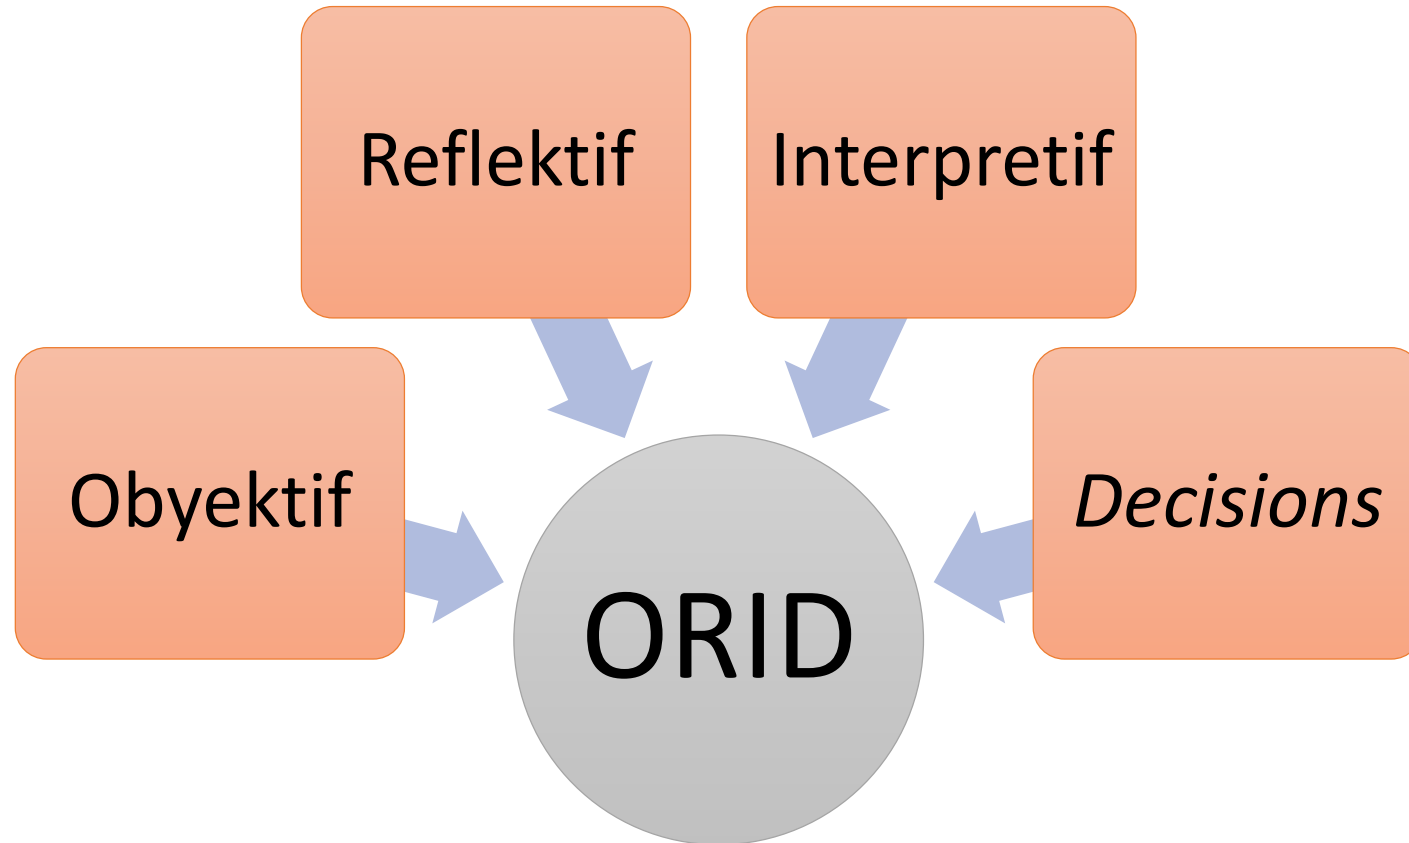 Reflektif
Interpretif
Obyektif
Decisions
ORID